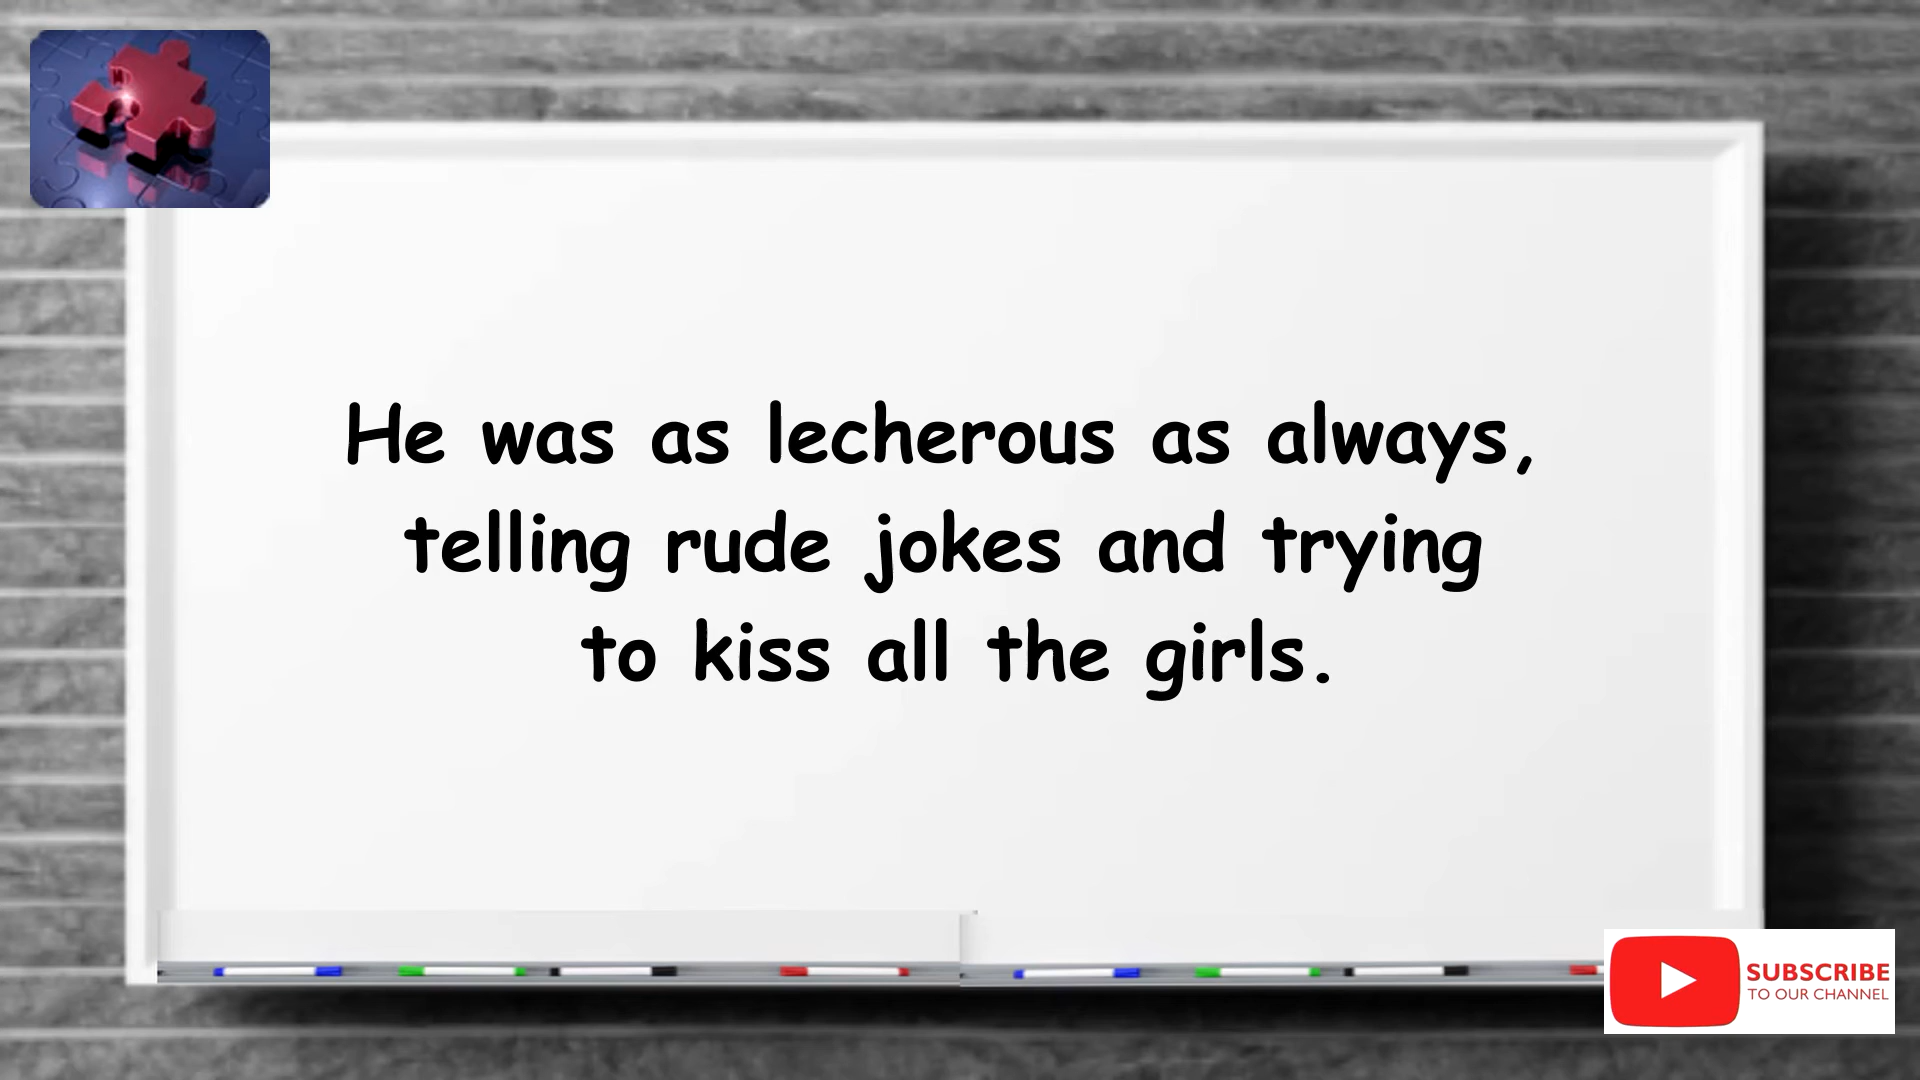 He was as lecherous as always,
telling rude jokes and trying
to kiss all the girls.
SUBSCRIBE
TO OUR CHANNEL